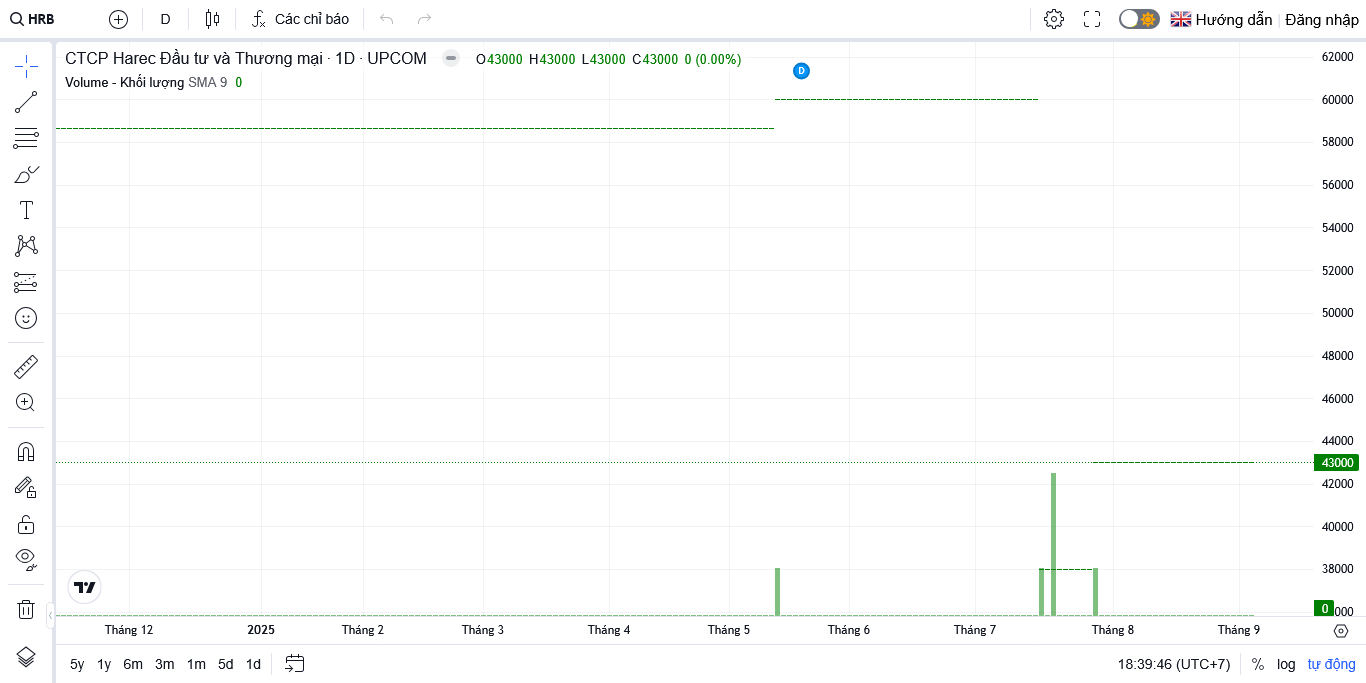 HRB D Các chỉ báo Hướng dẫn Đăng nhập
CTCP Harec Đầu tư và Thương mại · 1D · UPCOM O43000 H43000 L43000 C43000 0 (0.00%)
Volume - Khối lượng SMA 9 0
D
62000
60000
58000
56000
54000
52000
50000
48000
46000
44000
43000
42000
40000
38000
0
000
Tháng 12 2025 Tháng 2 Tháng 3 Tháng 4 Tháng 5 Tháng 6 Tháng 7 Tháng 8 Tháng 9
5y 1y 6m 3m 1m 5d 1d 18:39:46 (UTC+7) % log tự động